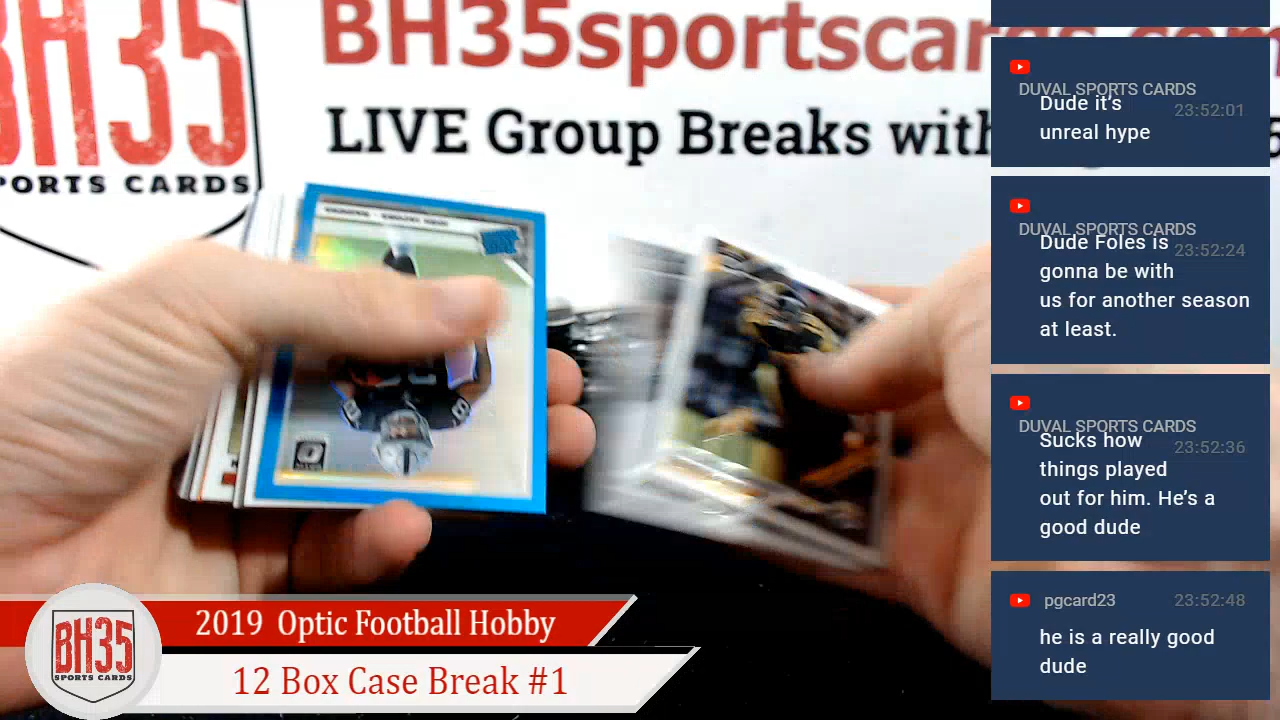 BH35
PORTS CARDS
BH35sportscards.com
LIVE Group Breaks with
DUVAL SPORTS CARDS
23:52:01
Dude it's
unreal hype
DUVAL SPORTS CARDS
23:52:24
Dude Foles is
gonna be with
us for another season
at least.
DUVAL SPORTS CARDS
23:52:36
Sucks how
things played
out for him. He's a
good dude
pgcard23
23:52:48
he is a really good
dude
BH35
SPORTS CARDS
2019 Optic Football Hobby
12 Box Case Break #1